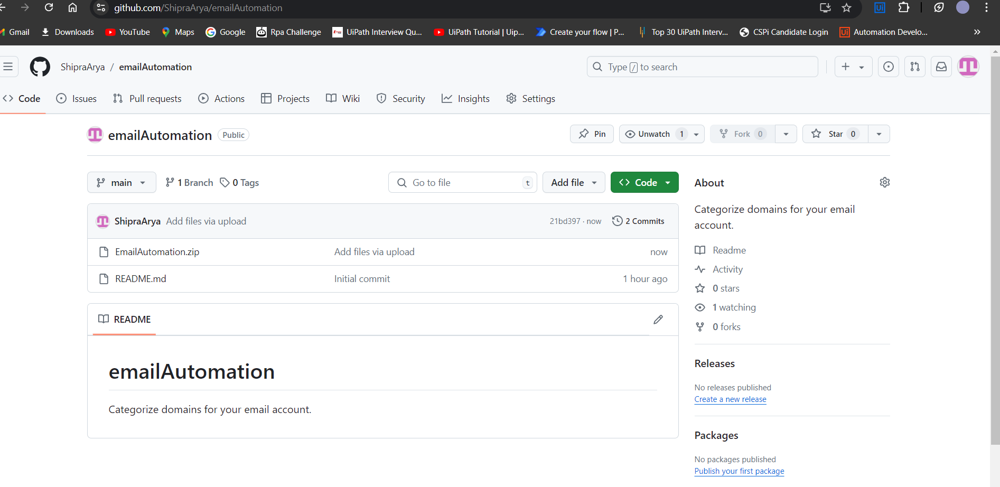 github.com/ShipraArya/emailAutomation
Gmail Downloads YouTube Maps Google Rpa Challenge UiPath Interview Qu... UiPath Tutorial | Uip... Create your flow | P... Top 30 UiPath Interv... CSPi Candidate Login Ui Automation Develo... »
ShipraArya / emailAutomation Type / to search
Code Issues Pull requests Actions Projects Wiki Security Insights Settings
emailAutomation Public Pin Unwatch 1 Fork 0 Star 0
main 1 Branch 0 Tags Go to file t Add file Code
ShipraArya Add files via upload 21bd397 · now 2 Commits
EmailAutomation.zip Add files via upload now
README.md Initial commit 1 hour ago
README
emailAutomation
Categorize domains for your email account.
About
Categorize domains for your email
account.
Readme
Activity
0 stars
1 watching
0 forks
Releases
No releases published
Create a new release
Packages
No packages published
Publish your first package